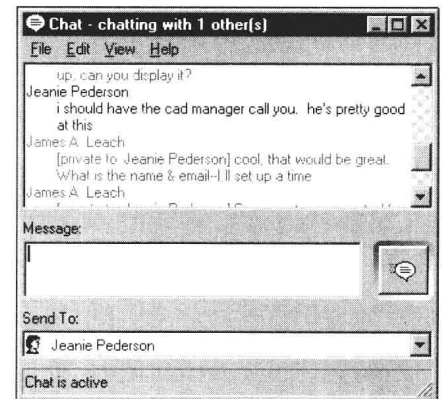 Chat - chatting with 1 other(s)
File Edit View Help
up, can you display it?
Jeanie Pederson
i should have the cad manager call you. he's pretty good
at this
James A. Leach
[private to Jeanie Pederson] cool, that would be great.
What is the name & email--I'll set up a time
James A. Leach
Message:
Send To:
Jeanie Pederson
Chat is active